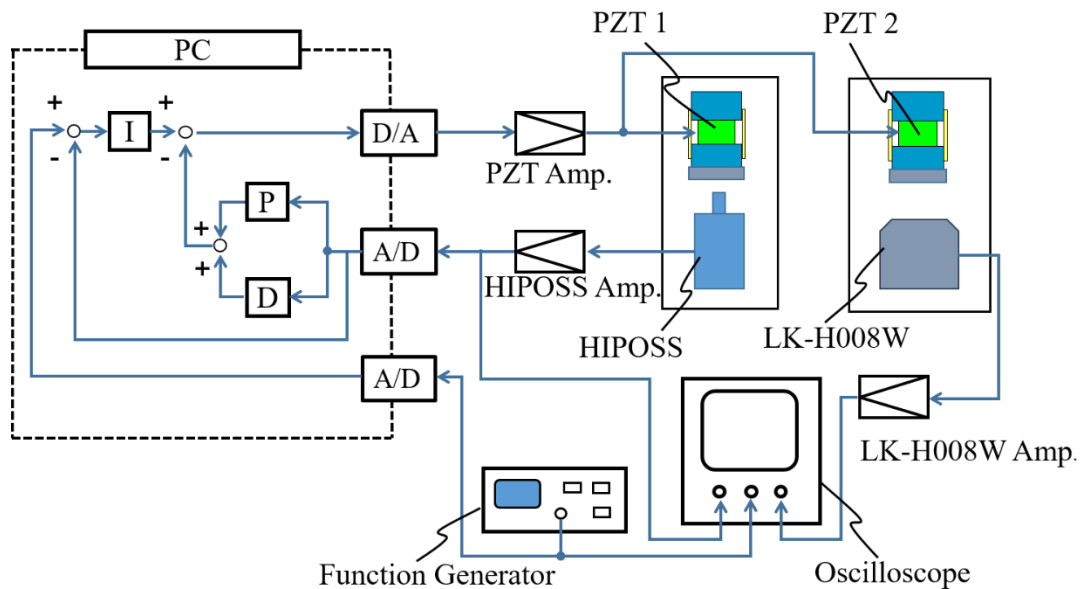 PZT 1
PZT 2
PC
+
+
I
D/A
-
-
PZT Amp.
P
+
A/D
+
D
HIPOSS Amp.
HIPOSS
LK-H008W
A/D
LK-H008W Amp.
Function Generator
Oscilloscope